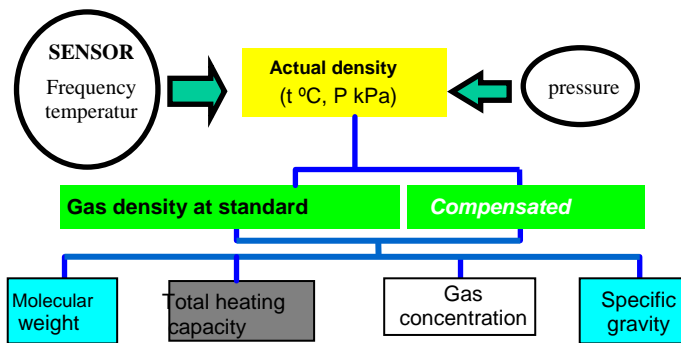 SENSOR
Frequency
temperatur
Actual density
(t ⁰C, P kPa)
pressure
Gas density at standard
Compensated
Molecular
weight
Total heating
capacity
Gas
concentration
Specific
gravity